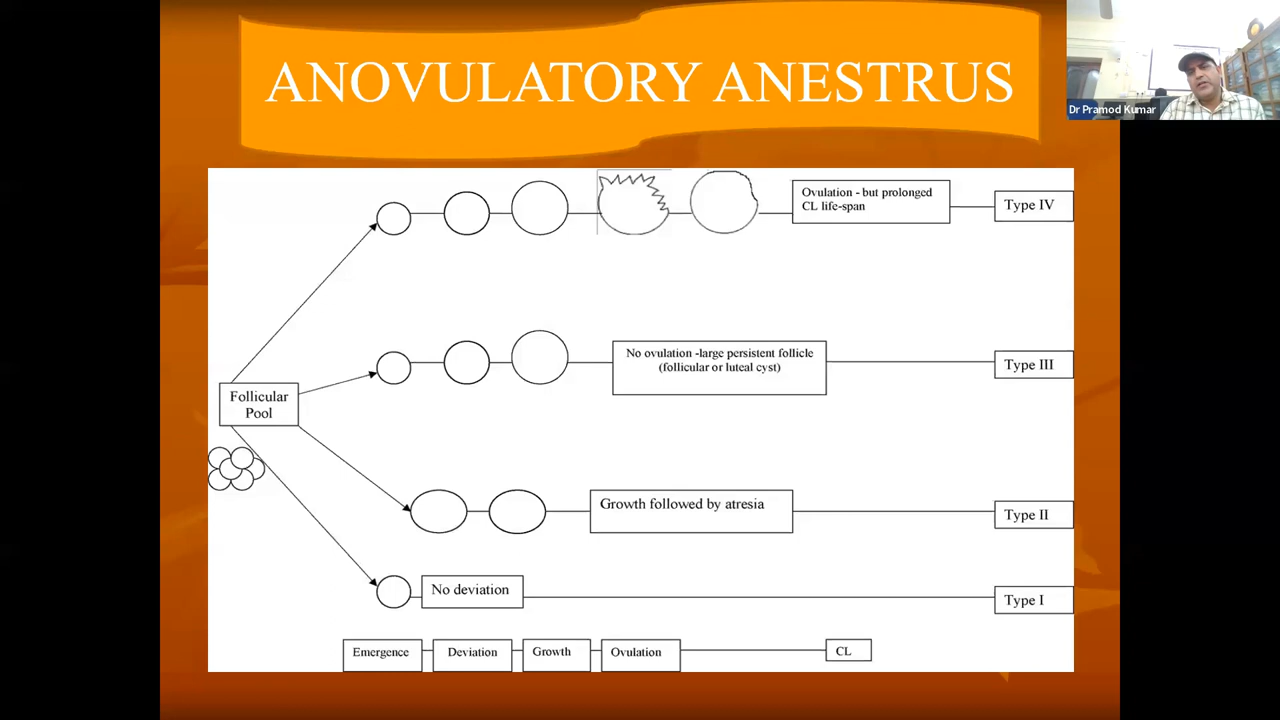 ANOVULATORY ANESTRUS
Dr Pramod Kumar
Ovulation - but prolonged
CL life-span
Type IV
No ovulation -large persistent follicle
(follicular or luteal cyst)
Type III
Follicular
Pool
Growth followed by atresia
Type II
No deviation
Type I
Emergence
Deviation
Growth
Ovulation
CL